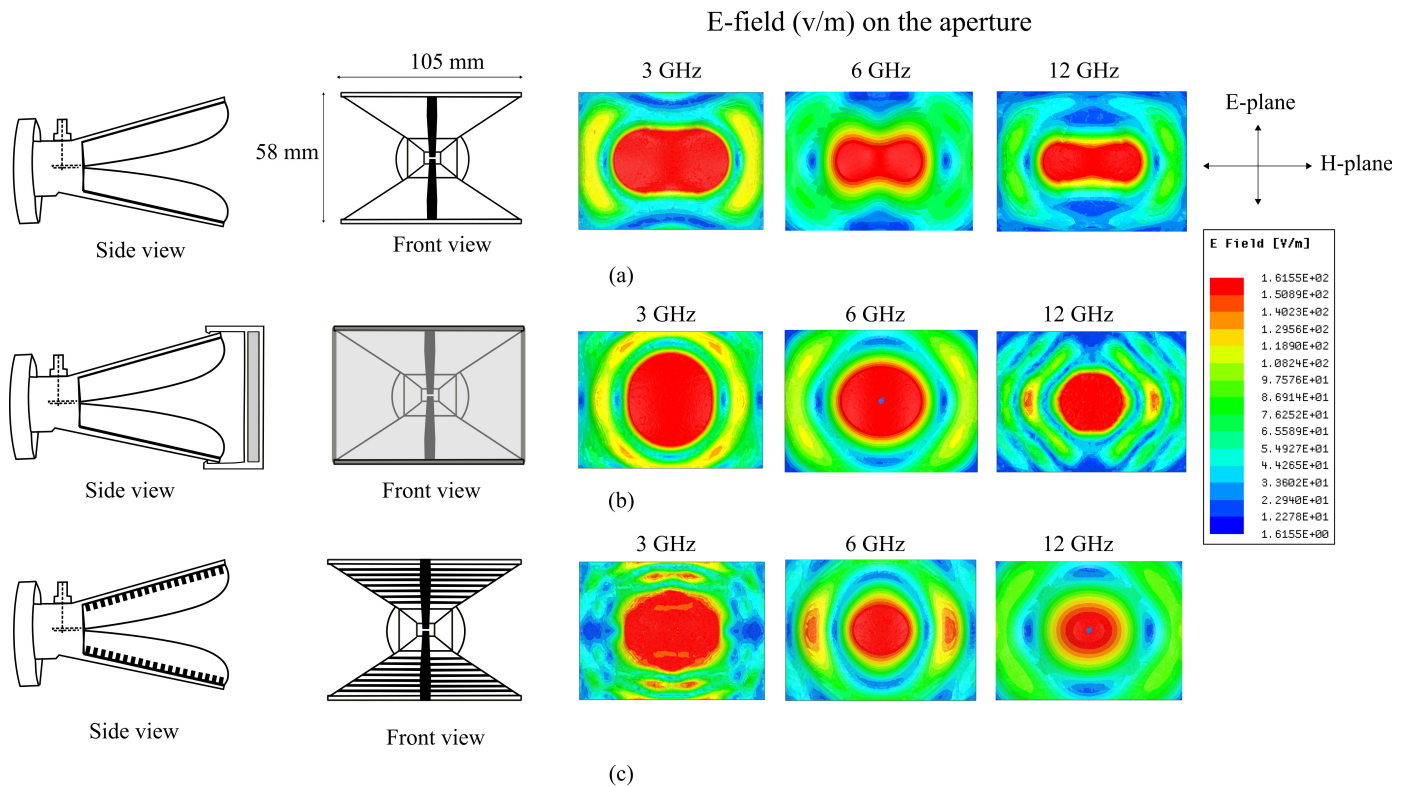 E-field (v/m) on the aperture
105 mm
3 GHz
6 GHz
12 GHz
58 mm
E-plane
H-plane
Side view
Front view
(a)
E Field [V/m]
1.6155E+02
1.5089E+02
1.4023E+02
1.2956E+02
1.1890E+02
1.0824E+02
9.7576E+01
8.6914E+01
7.6252E+01
6.5589E+01
5.4927E+01
4.4265E+01
3.3602E+01
2.2940E+01
1.2278E+01
1.6155E+00
3 GHz
6 GHz
12 GHz
Side view
Front view
(b)
3 GHz
6 GHz
12 GHz
Side view
Front view
(c)